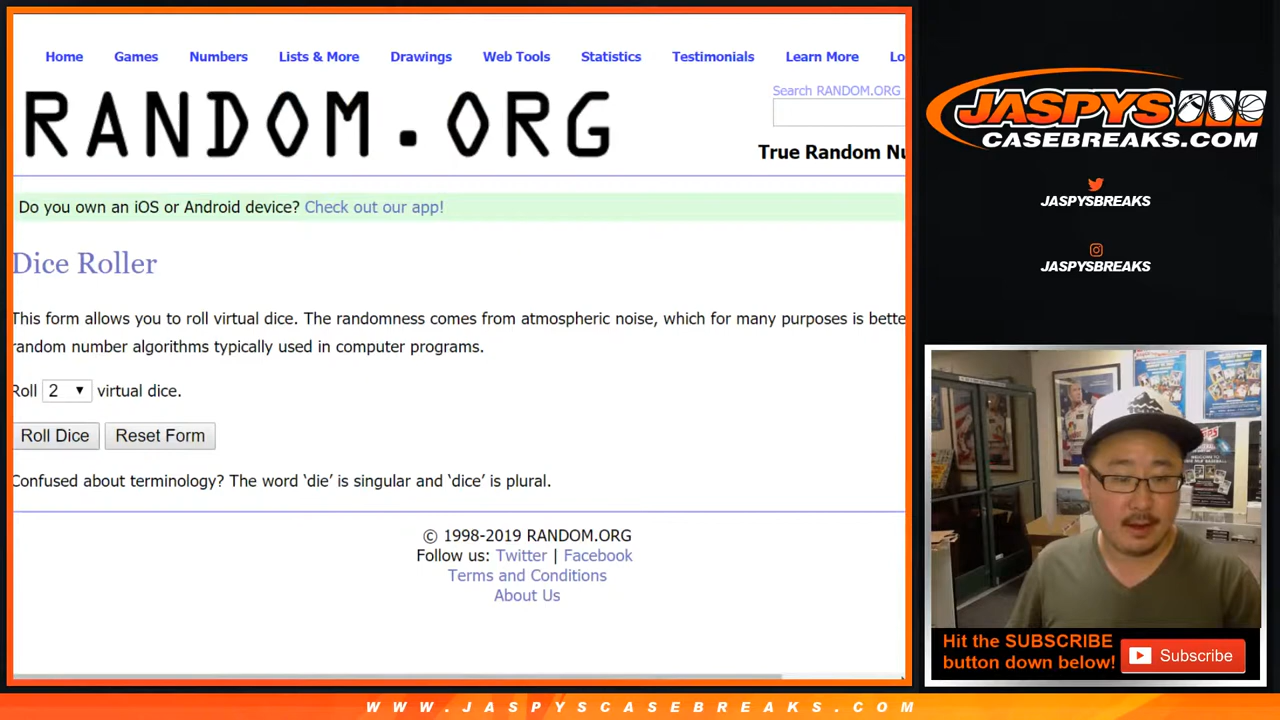 Home Games Numbers Lists & More Drawings Web Tools Statistics Testimonials Learn More Lo
Search RANDOM.ORG
RANDOM.ORG
True Random Nu
Do you own an iOS or Android device? Check out our app!
Dice Roller
This form allows you to roll virtual dice. The randomness comes from atmospheric noise, which for many purposes is bette
random number algorithms typically used in computer programs.
Roll 2 virtual dice.
Roll Dice Reset Form
Confused about terminology? The word ‘die’ is singular and ‘dice’ is plural.
© 1998-2019 RANDOM.ORG
Follow us: Twitter | Facebook
Terms and Conditions
About Us
JASPYS
CASEBREAKS.COM
JASPYSBREAKS
JASPYSBREAKS
Hit the SUBSCRIBE
button down below!
Subscribe
WWW.JASPYSCASEBREAKS.COM